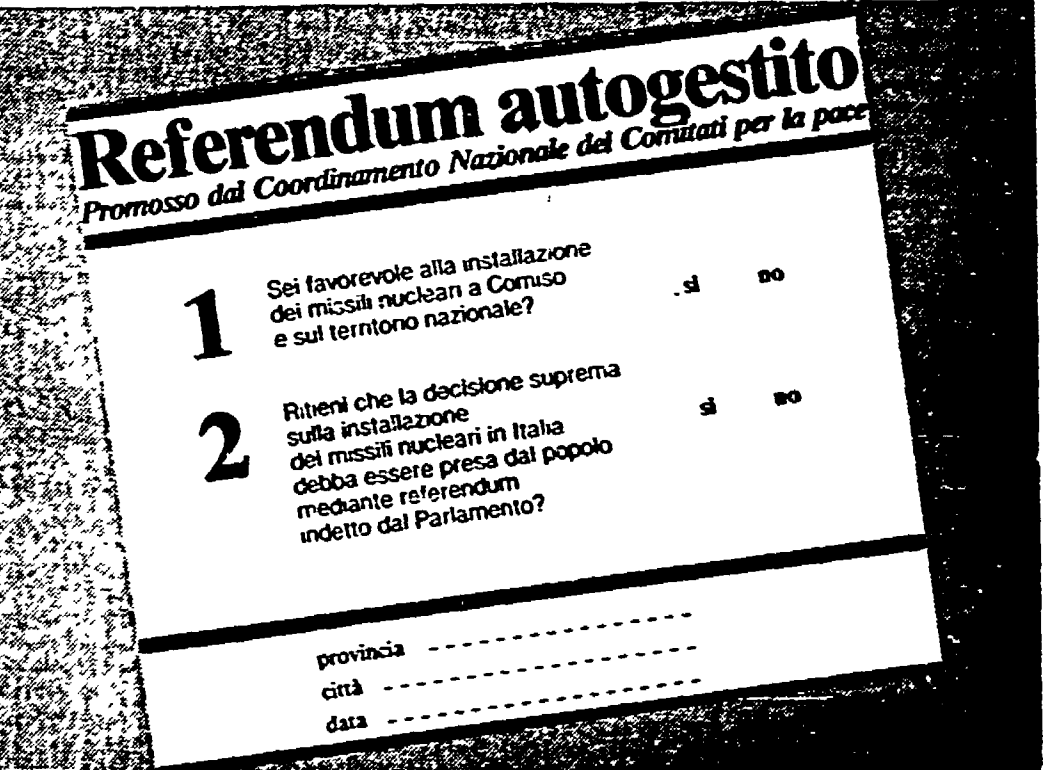 Referendum autogestito
Promosso dal Coordinamento Nazionale dei Comitati per la pace
1
Sei favorevole alla installazione
dei missili nucleari a Comiso
e sul territorio nazionale?
sì no
2
Ritieni che la decisione suprema
sulla installazione
dei missili nucleari in Italia
debba essere presa dal popolo
mediante referendum
indetto dal Parlamento?
sì no
provincia
città
data